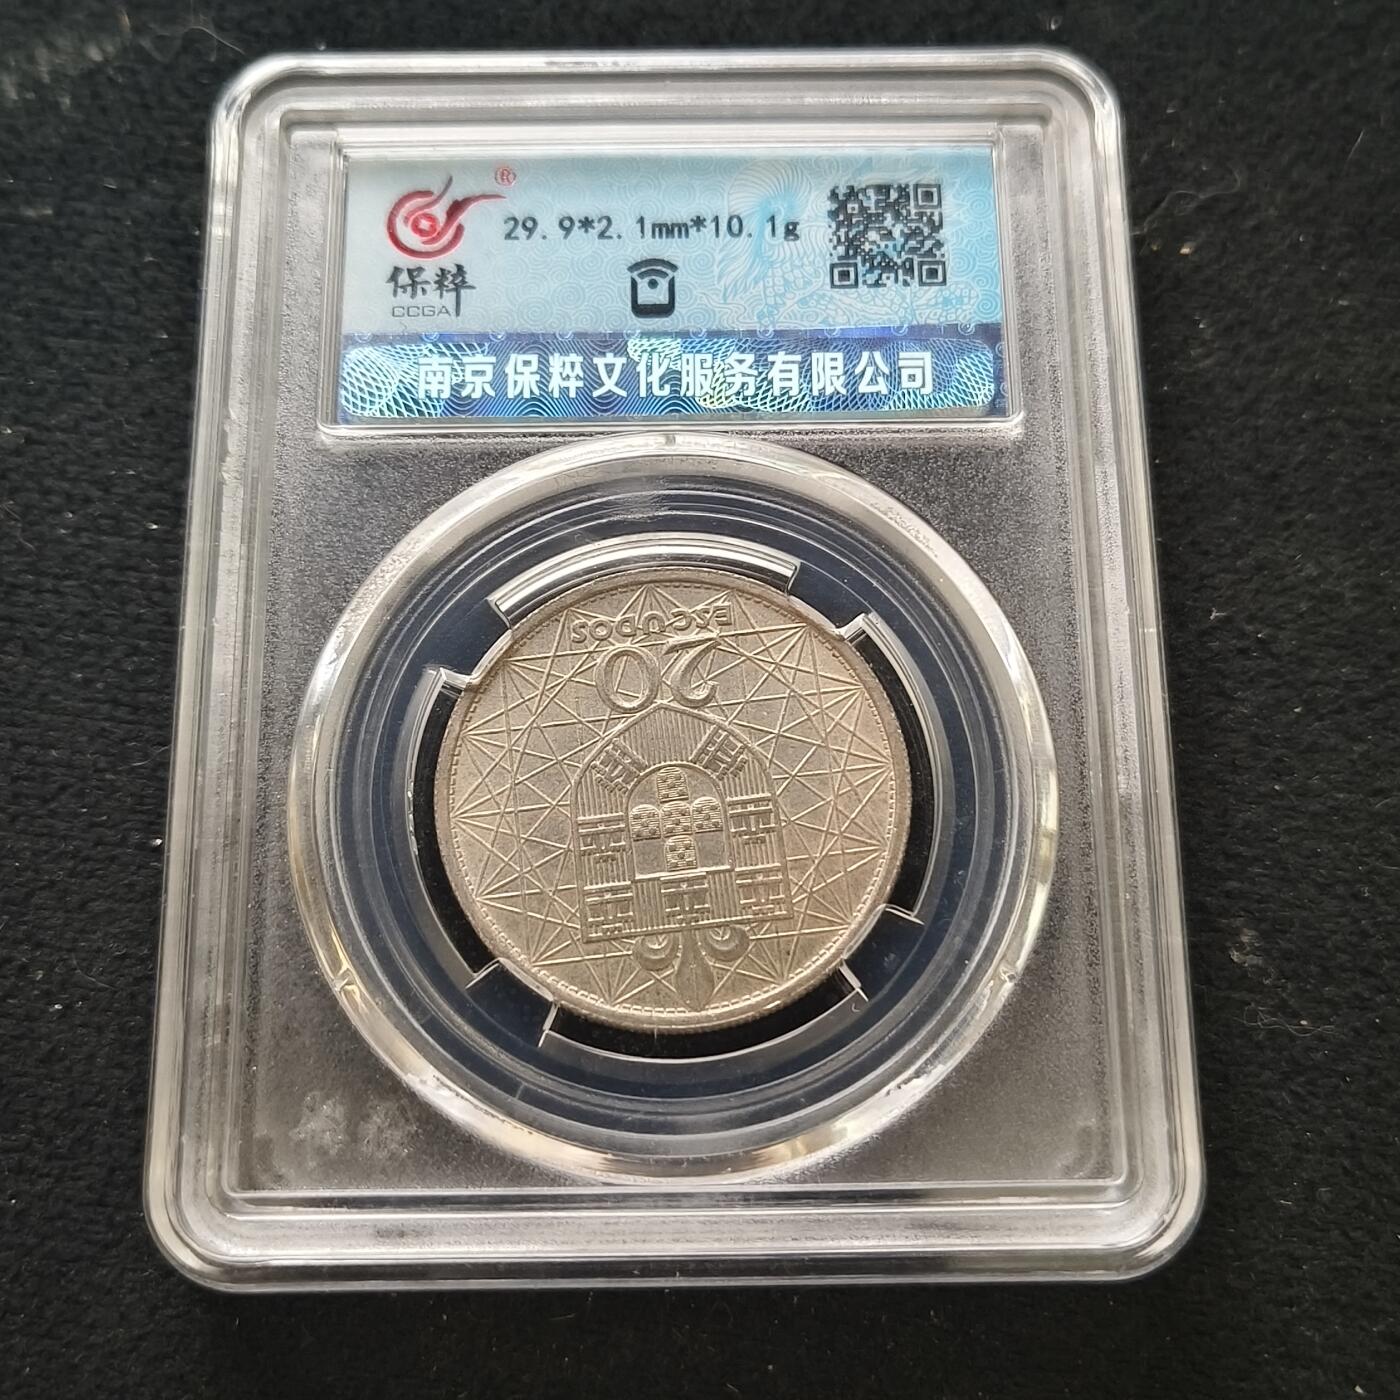 ®
29.9*2.1mm*10.1g
保粹
CCGA
南京保粹文化服务有限公司
20
ESCUDOS